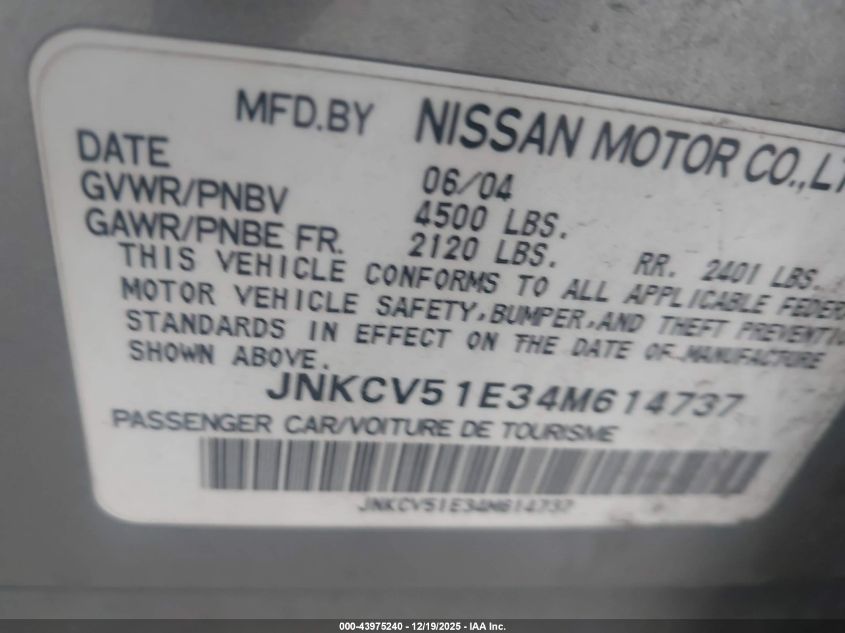 MFD.BY NISSAN MOTOR CO.,LT
DATE 06/04
GVWR/PNBV 4500 LBS.
GAWR/PNBE FR. 2120 LBS. RR. 2401 LBS.
THIS VEHICLE CONFORMS TO ALL APPLICABLE FEDER
MOTOR VEHICLE SAFETY,BUMPER,AND THEFT PREVENTIO
STANDARDS IN EFFECT ON THE DATE OF MANUFACTURE
SHOWN ABOVE.
JNKCV51E34M614737
PASSENGER CAR/VOITURE DE TOURISME
JNKCV51E34M614737
000-43975240 - 12/19/2025 - IAA Inc.